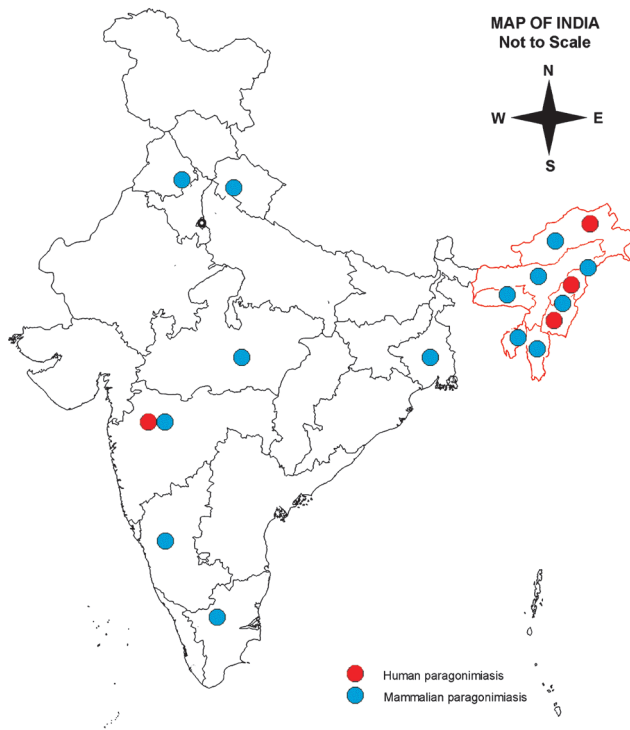 MAP OF INDIA
Not to Scale
N
W E
S
Human paragonimiasis
Mammalian paragonimiasis